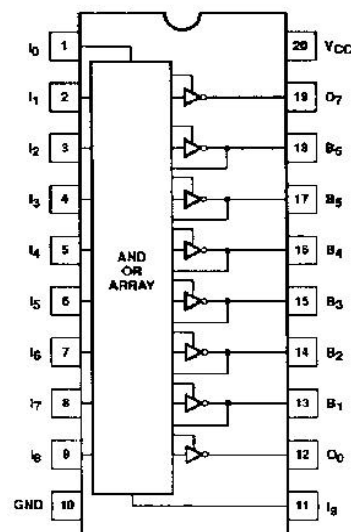 I0 1 20 VCC
I1 2 19 O7
I2 3 18 B6
I3 4 17 B5
I4 5 AND OR ARRAY 16 B4
I5 6 15 B3
I6 7 14 B2
I7 8 13 B1
I8 9 12 O0
GND 10 11 I9